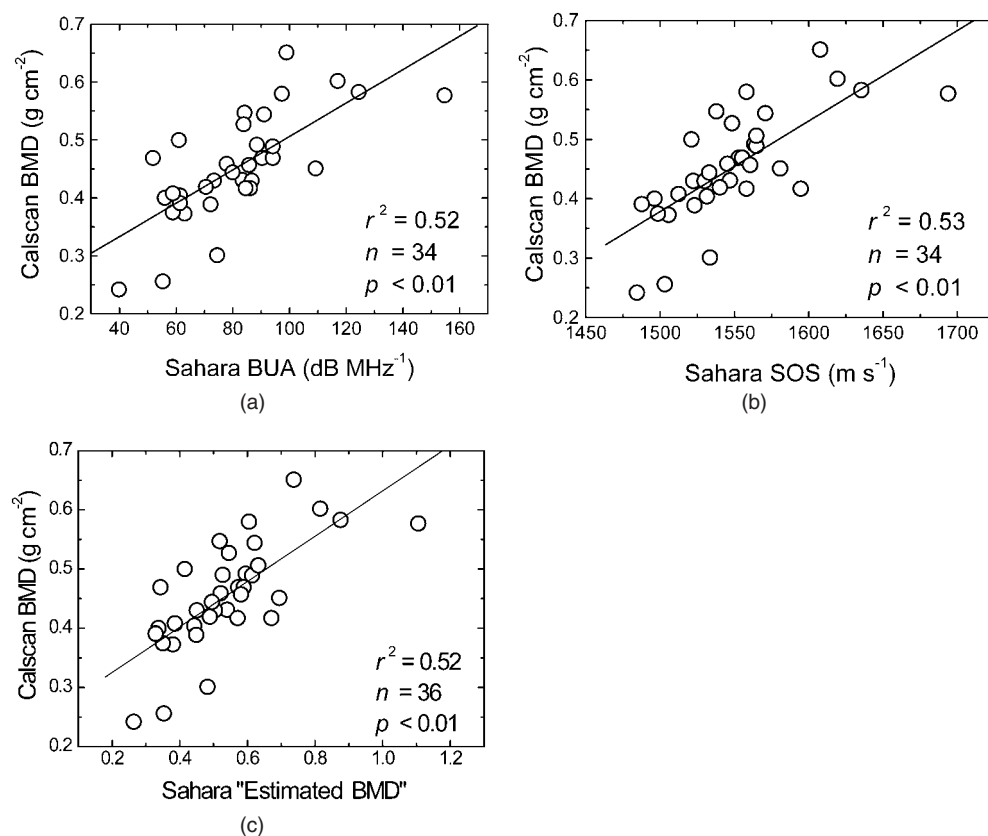 0.7
0.6
0.5
0.4
0.3
0.2
Calscan BMD (g cm⁻²)
r² = 0.52
n = 34
p < 0.01
40 60 80 100 120 140 160
Sahara BUA (dB MHz⁻¹)
(a)
0.7
0.6
0.5
0.4
0.3
0.2
Calscan BMD (g cm⁻²)
r² = 0.53
n = 34
p < 0.01
1450 1500 1550 1600 1650 1700
Sahara SOS (m s⁻¹)
(b)
0.7
0.6
0.5
0.4
0.3
0.2
Calscan BMD (g cm⁻²)
r² = 0.52
n = 36
p < 0.01
0.2 0.4 0.6 0.8 1.0 1.2
Sahara "Estimated BMD"
(c)